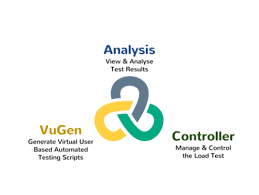 Analysis
View & Analyse
Test Results
VuGen
Generate Virtual User
Based Automated
Testing Scripts
Controller
Manage & Control
the Load Test